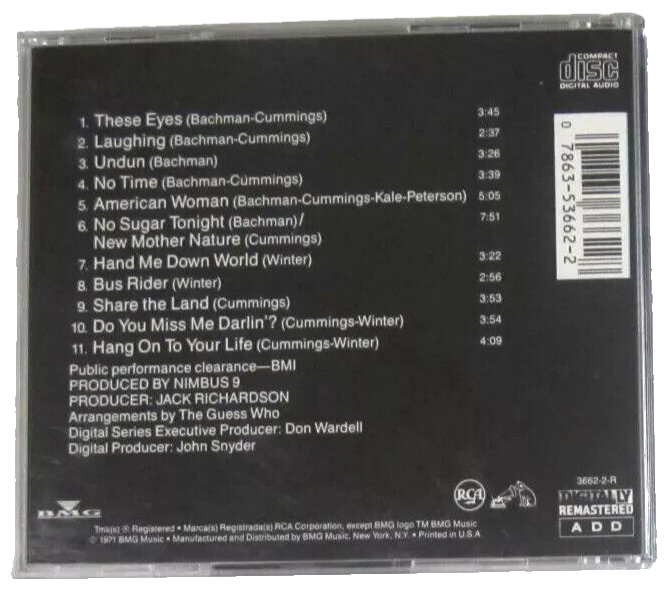 COMPACT
disc
DIGITAL AUDIO
0 7863-53662-2
1. These Eyes (Bachman-Cummings) 3:45
2. Laughing (Bachman-Cummings) 2:37
3. Undun (Bachman) 3:26
4. No Time (Bachman-Cummings) 3:39
5. American Woman (Bachman-Cummings-Kale-Peterson) 5:05
6. No Sugar Tonight (Bachman)/ 7:51
New Mother Nature (Cummings)
7. Hand Me Down World (Winter) 3:22
8. Bus Rider (Winter) 2:56
9. Share the Land (Cummings) 3:53
10. Do You Miss Me Darlin'? (Cummings-Winter) 3:54
11. Hang On To Your Life (Cummings-Winter) 4:09
Public performance clearance—BMI
PRODUCED BY NIMBUS 9
PRODUCER: JACK RICHARDSON
Arrangements by The Guess Who
Digital Series Executive Producer: Don Wardell
Digital Producer: John Snyder
3662-2-R
RCA
DIGITALLY
REMASTERED
A D D
BMG
Tmk(s) ® Registered • Marca(s) Registrada(s) RCA Corporation, except BMG logo TM BMG Music
© 1971 BMG Music • Manufactured and Distributed by BMG Music, New York, N.Y. • Printed in U.S.A.